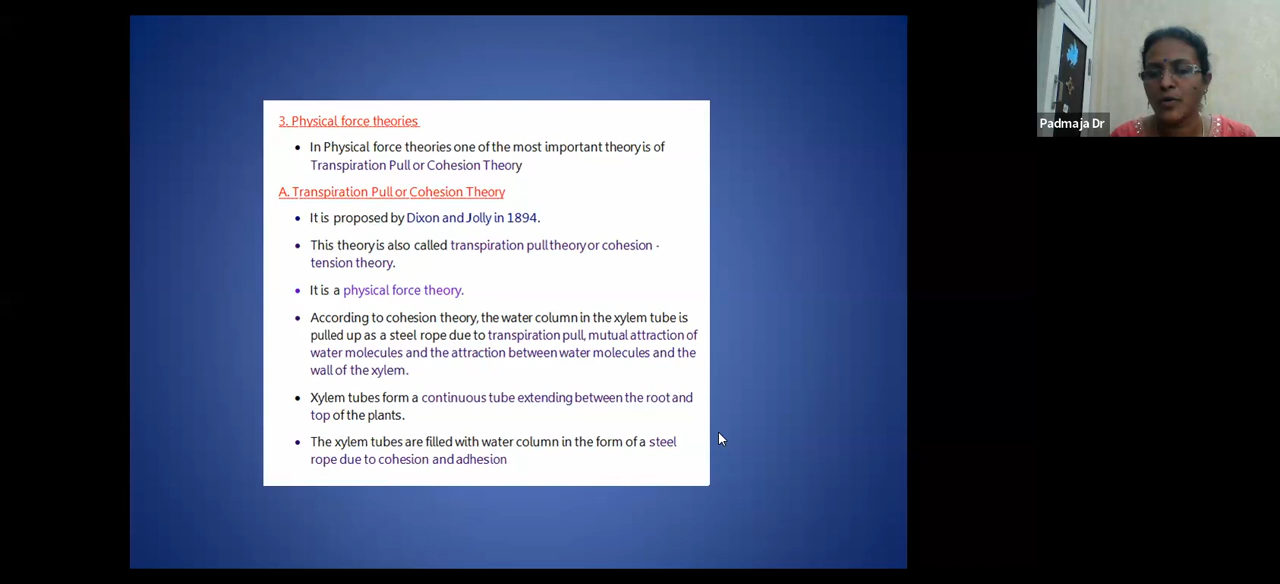 3. Physical force theories
• In Physical force theories one of the most important theory is of
Transpiration Pull or Cohesion Theory
A. Transpiration Pull or Cohesion Theory
• It is proposed by Dixon and Jolly in 1894.
• This theory is also called transpiration pull theory or cohesion -
tension theory.
• It is a physical force theory.
• According to cohesion theory, the water column in the xylem tube is
pulled up as a steel rope due to transpiration pull, mutual attraction of
water molecules and the attraction between water molecules and the
wall of the xylem.
• Xylem tubes form a continuous tube extending between the root and
top of the plants.
• The xylem tubes are filled with water column in the form of a steel
rope due to cohesion and adhesion
Padmaja Dr